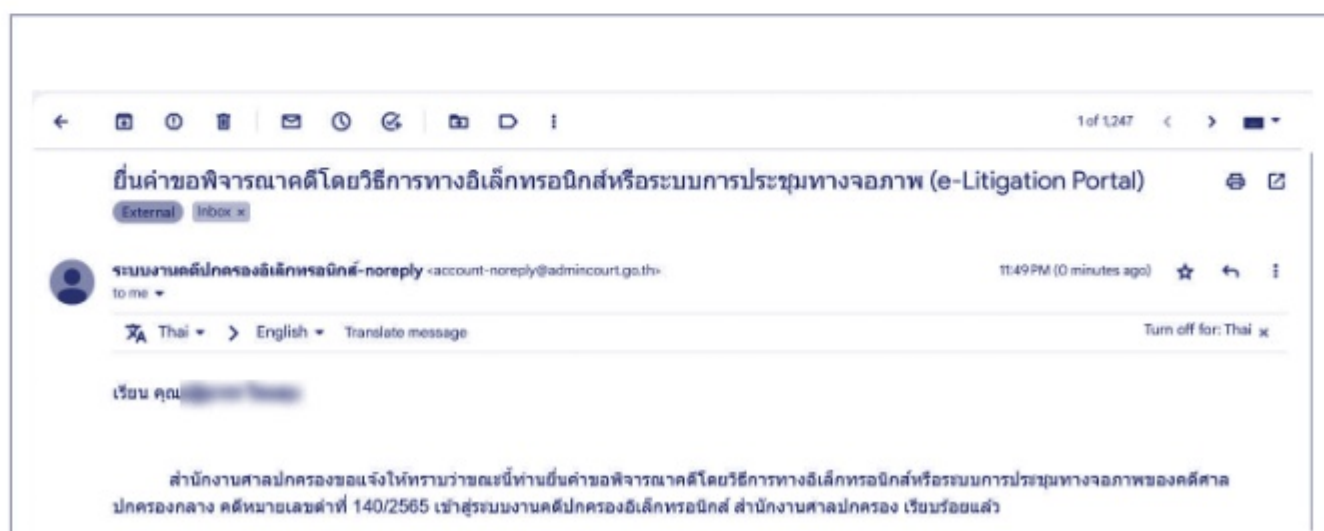 1 of 1,247
ยื่นคำขอพิจารณาคดีโดยวิธีการทางอิเล็กทรอนิกส์หรือระบบการประชุมทางจอภาพ (e-Litigation Portal)
External Inbox ×
ระบบงานคดีปกครองอิเล็กทรอนิกส์-noreply <account-noreply@admincourt.go.th> 11:49 PM (0 minutes ago)
to me
Thai > English Translate message Turn off for: Thai ×
เรียน คุณ
สำนักงานศาลปกครองขอแจ้งให้ทราบว่าขณะนี้ท่านยื่นคำขอพิจารณาคดีโดยวิธีการทางอิเล็กทรอนิกส์หรือระบบการประชุมทางจอภาพของคดีศาล
ปกครองกลาง คดีหมายเลขดำที่ 140/2565 เข้าสู่ระบบงานคดีปกครองอิเล็กทรอนิกส์ สำนักงานศาลปกครอง เรียบร้อยแล้ว